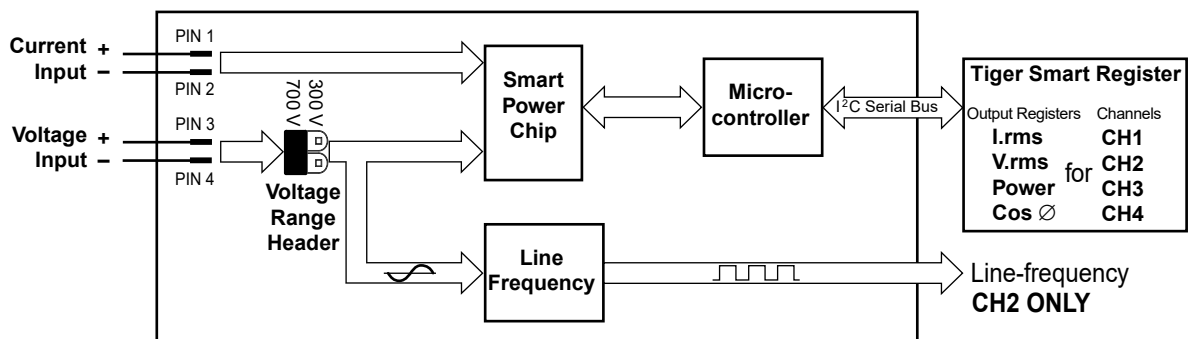 Current +
Input –
PIN 1
PIN 2
Voltage +
Input –
PIN 3
PIN 4
300 V
700 V
Voltage
Range
Header
Smart
Power
Chip
Micro-
controller
I²C Serial Bus
Tiger Smart Register
Output Registers Channels
I.rms CH1
V.rms CH2
for
Power CH3
Cos ∅ CH4
Line
Frequency
Line-frequency
CH2 ONLY